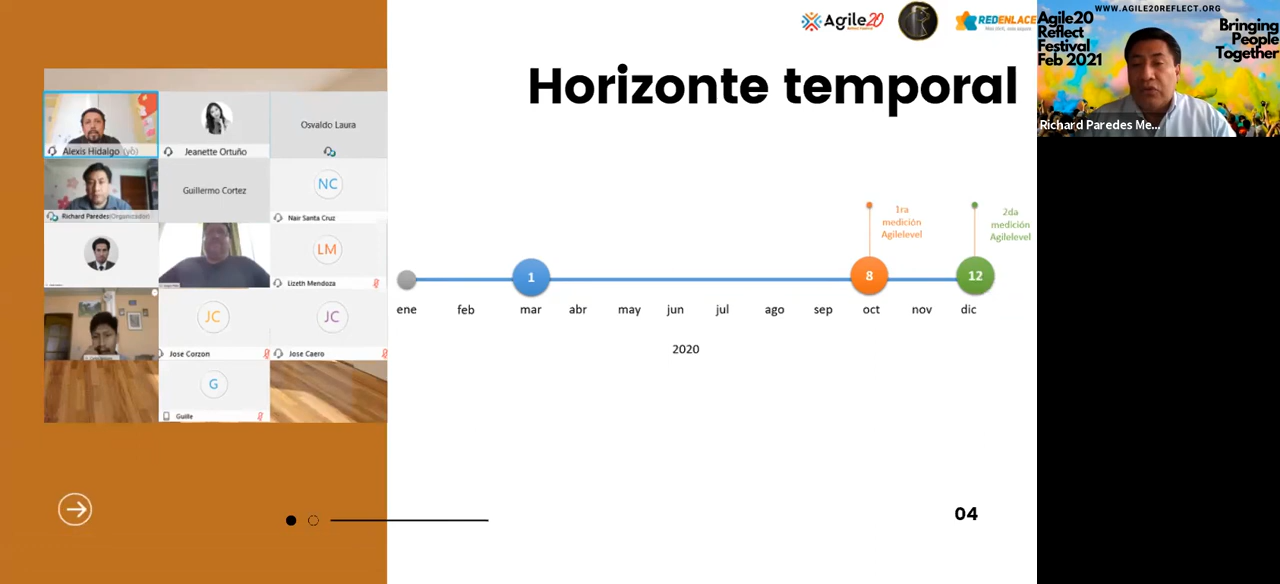 Agile20
REDENLACE
Horizonte temporal
Alexis Hidalgo (yo)
Jeanette Ortuño
Osvaldo Laura
Richard Paredes
Guillermo Cortez
NC
Nair Santa Cruz
LM
Lizeth Mendoza
JC
Jose Corzon
JC
Jose Caero
G
Guille
1ra
medición
Agilelevel
2da
medición
Agilelevel
1
8
12
ene feb mar abr may jun jul ago sep oct nov dic
2020
04
WWW.AGILE20REFLECT.ORG
Agile20
Reflect
Festival
Feb 2021
Bringing
People
Together
Richard Paredes Me...